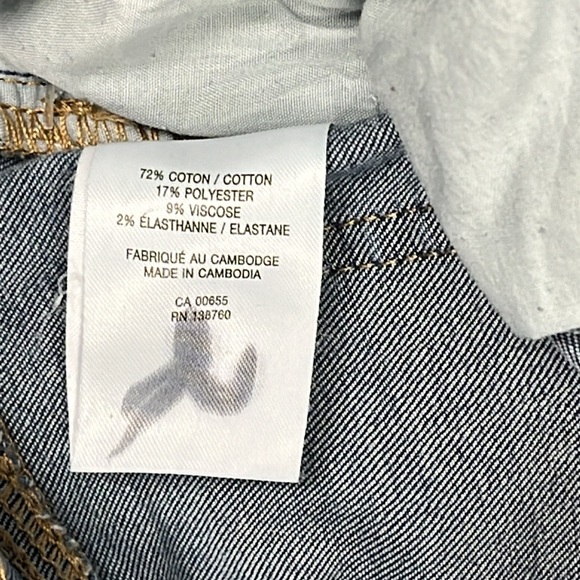 72% COTON / COTTON
17% POLYESTER
9% VISCOSE
2% ÉLASTHANNE / ELASTANE
FABRIQUÉ AU CAMBODGE
MADE IN CAMBODIA
CA 00655
RN 138760